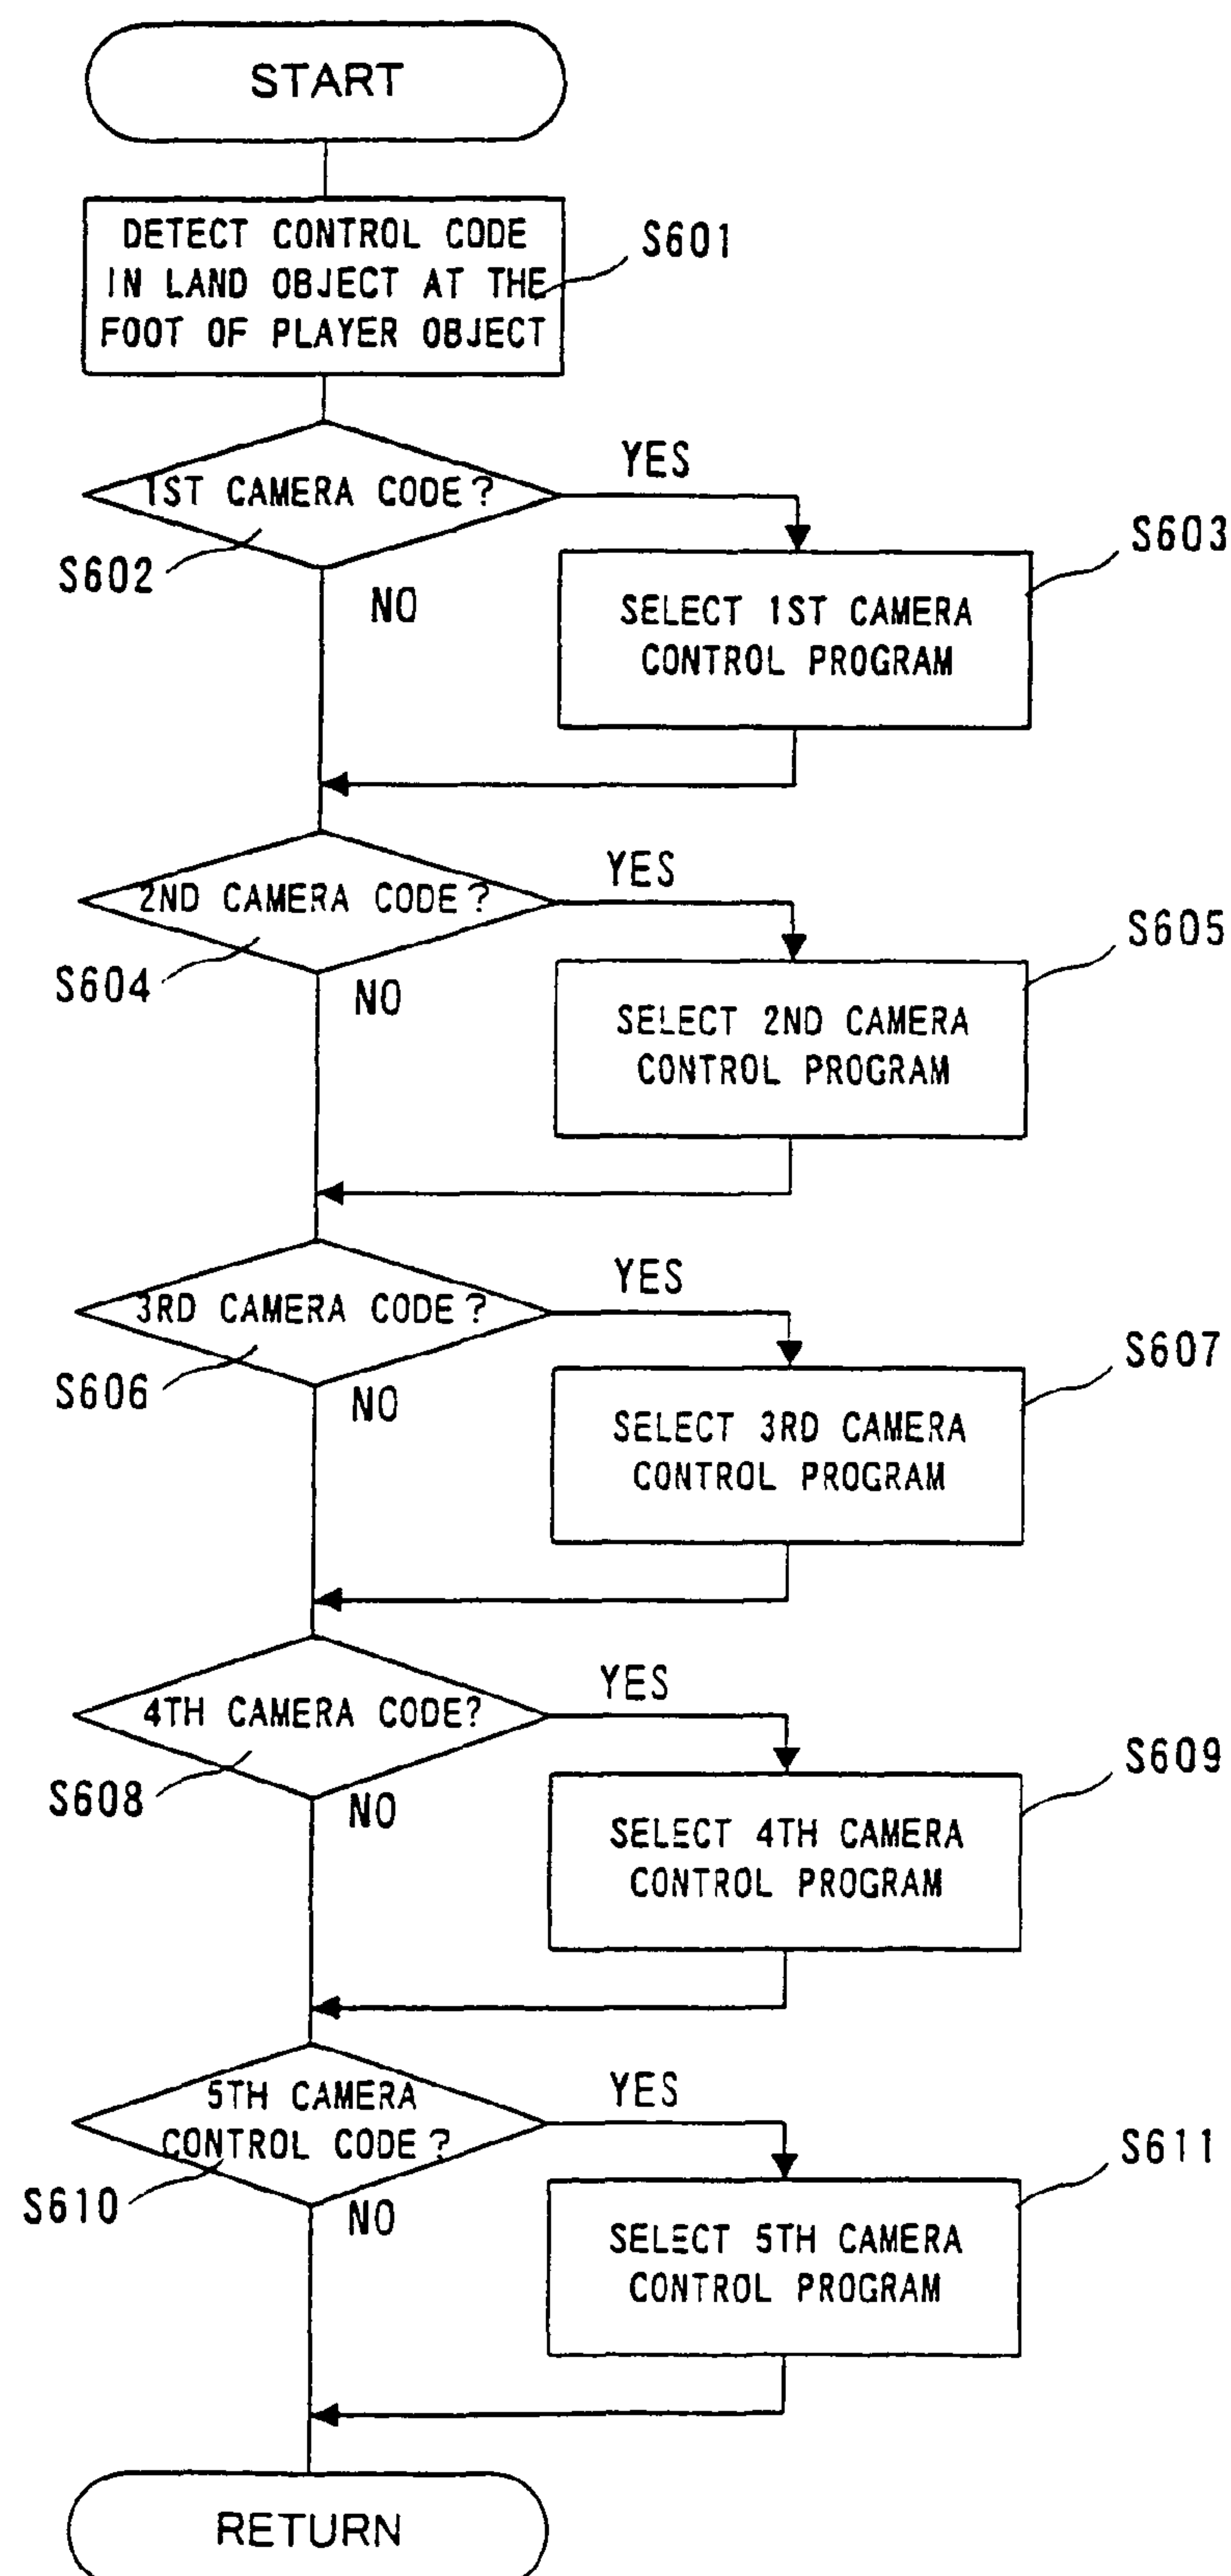 START
DETECT CONTROL CODE
IN LAND OBJECT AT THE
FOOT OF PLAYER OBJECT
S601
1ST CAMERA CODE?
YES
S602
NO
S603
SELECT 1ST CAMERA
CONTROL PROGRAM
2ND CAMERA CODE?
YES
S604
NO
S605
SELECT 2ND CAMERA
CONTROL PROGRAM
3RD CAMERA CODE?
YES
S606
NO
S607
SELECT 3RD CAMERA
CONTROL PROGRAM
4TH CAMERA CODE?
YES
S608
NO
S609
SELECT 4TH CAMERA
CONTROL PROGRAM
5TH CAMERA
CONTROL CODE?
YES
S610
NO
S611
SELECT 5TH CAMERA
CONTROL PROGRAM
RETURN